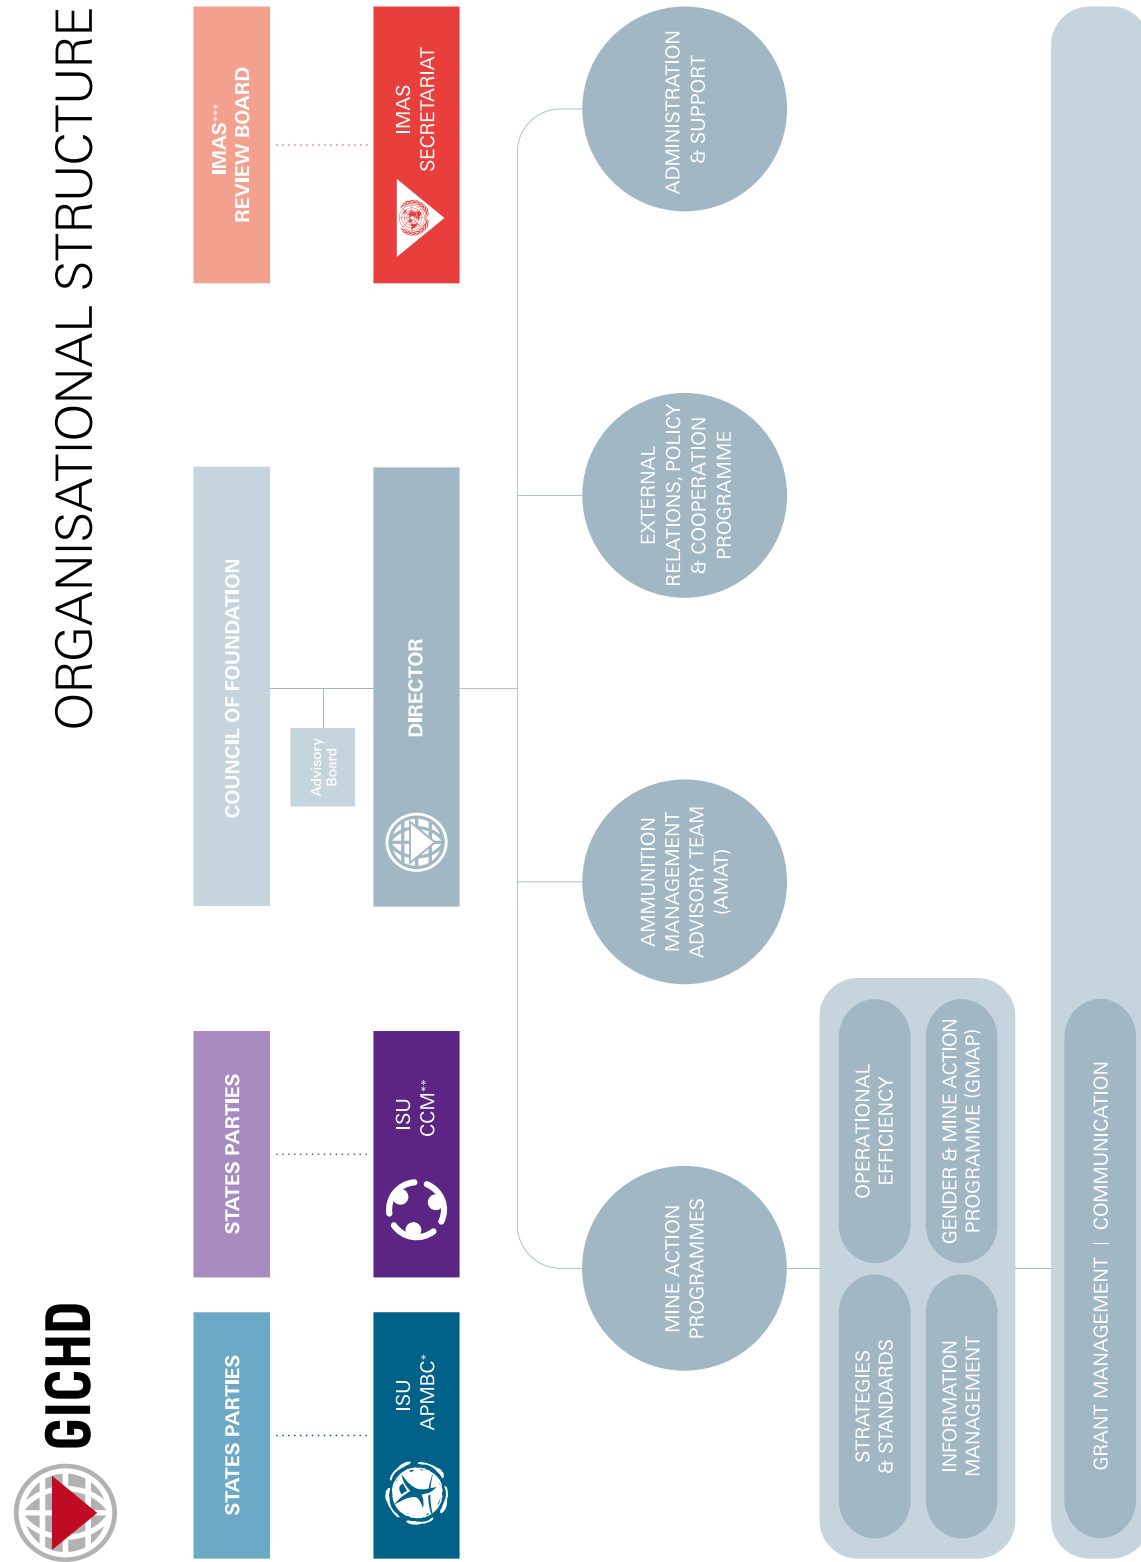 GICHD
ORGANISATIONAL STRUCTURE
STATES PARTIES
STATES PARTIES
COUNCIL OF FOUNDATION
IMAS***
REVIEW BOARD
Advisory
Board
ISU
APMBC*
ISU
CCM**
DIRECTOR
IMAS
SECRETARIAT
MINE ACTION
PROGRAMMES
AMMUNITION
MANAGEMENT
ADVISORY TEAM
(AMAT)
EXTERNAL
RELATIONS, POLICY
& COOPERATION
PROGRAMME
ADMINISTRATION
& SUPPORT
STRATEGIES
& STANDARDS
OPERATIONAL
EFFICIENCY
INFORMATION
MANAGEMENT
GENDER & MINE ACTION
PROGRAMME (GMAP)
GRANT MANAGEMENT | COMMUNICATION